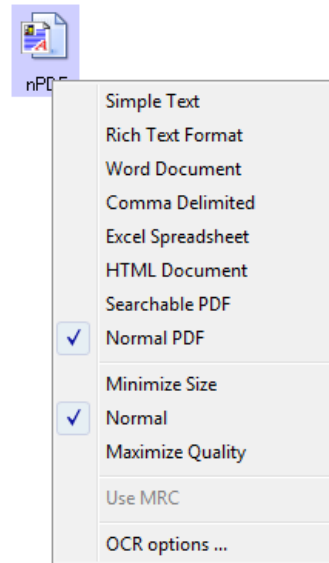 nPDF
Simple Text
Rich Text Format
Word Document
Comma Delimited
Excel Spreadsheet
HTML Document
Searchable PDF
Normal PDF
Minimize Size
Normal
Maximize Quality
Use MRC
OCR options ...